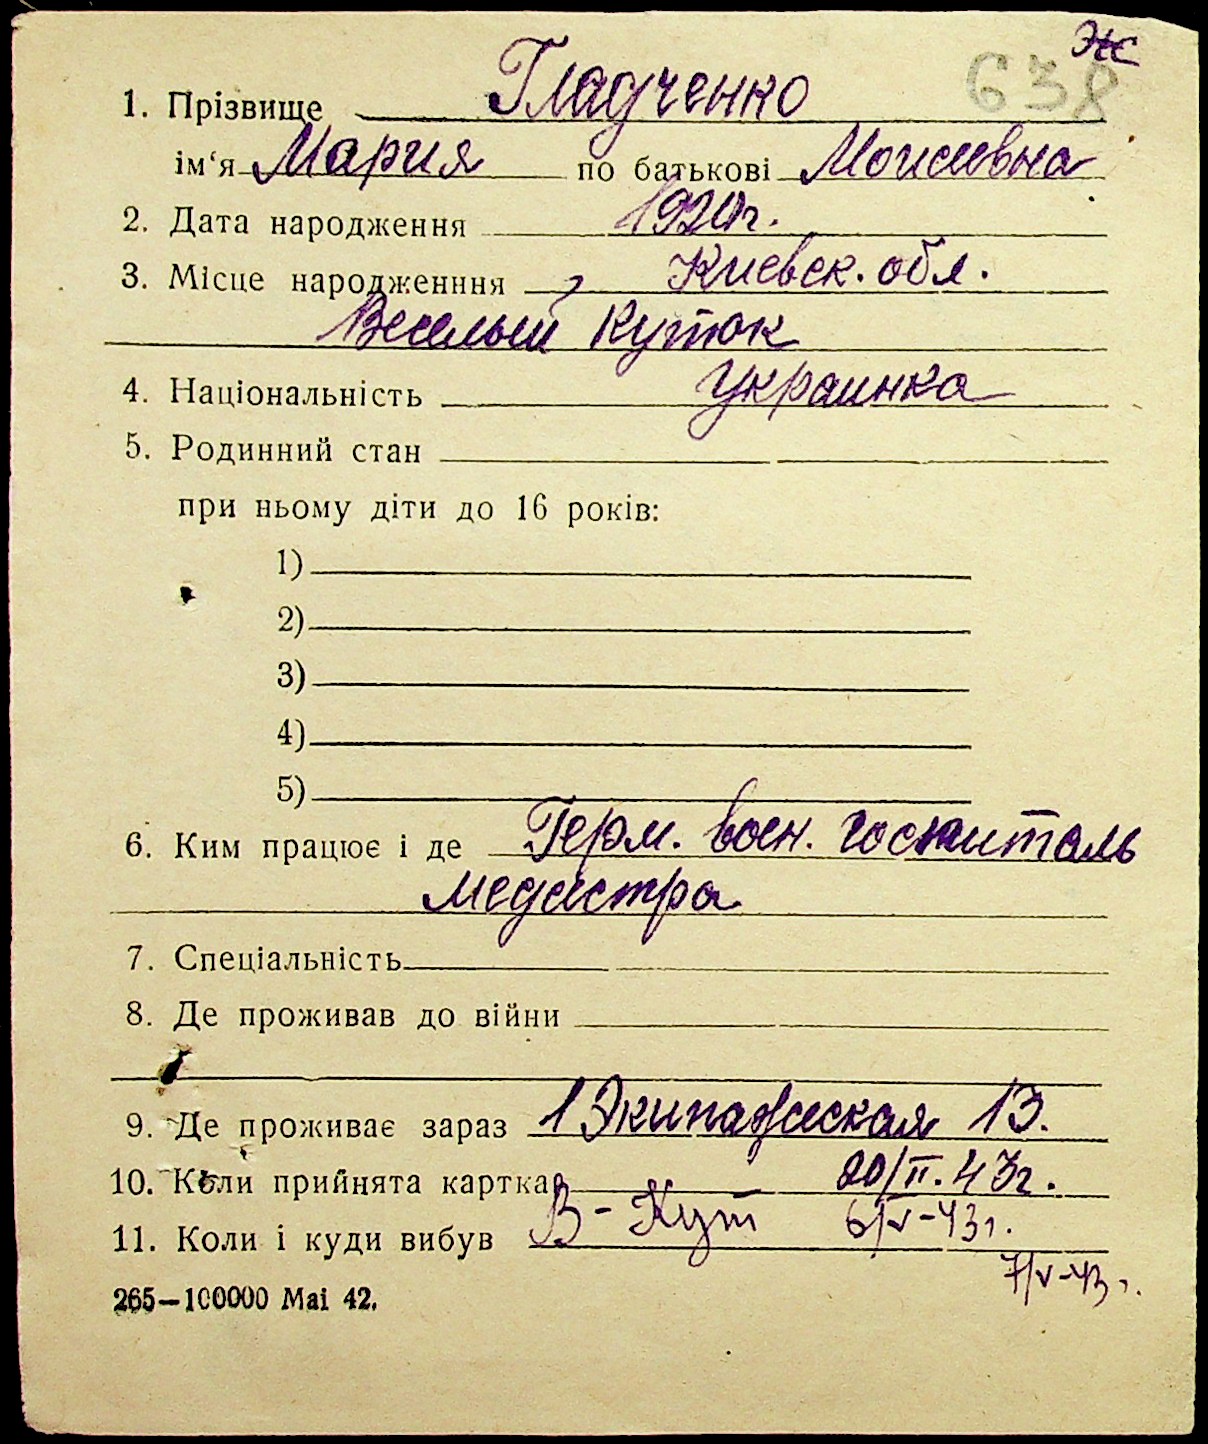 Эtc
638
1. Прізвище Гладченко
ім‘я Мария по батькові Моисивна
2. Дата народження 1920г.
3. Місце народженння Киевск. обл.
Веселый Куток
4. Національність Украинка
5. Родинний стан
при ньому діти до 16 років:
1)
2)
3)
4)
5)
6. Ким працює і де Герм. воен. госпиталь
медсістра
7. Спеціальність
8. Де проживав до війни
9. Де проживає зараз 1 Экипажеская 13.
10. Коли прийнята картка 20/II. 43г.
11. Коли і куди вибув В-Кут 6/V-43г.
7/V-43г.
265—100000 Mai 42.